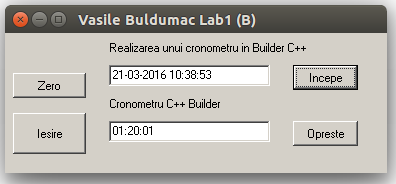 Vasile Buldumac Lab1 (B)
Realizarea unui cronometru in Builder C++
21-03-2016 10:38:53
Incepe
Zero
Cronometru C++ Builder
Iesire
01:20:01
Opreste